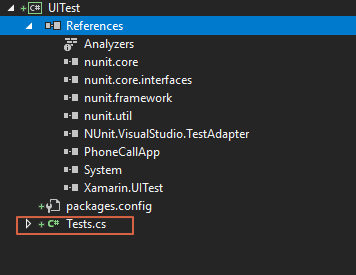 UITest
References
Analyzers
nunit.core
nunit.core.interfaces
nunit.framework
nunit.util
NUnit.VisualStudio.TestAdapter
PhoneCallApp
System
Xamarin.UITest
packages.config
C# Tests.cs